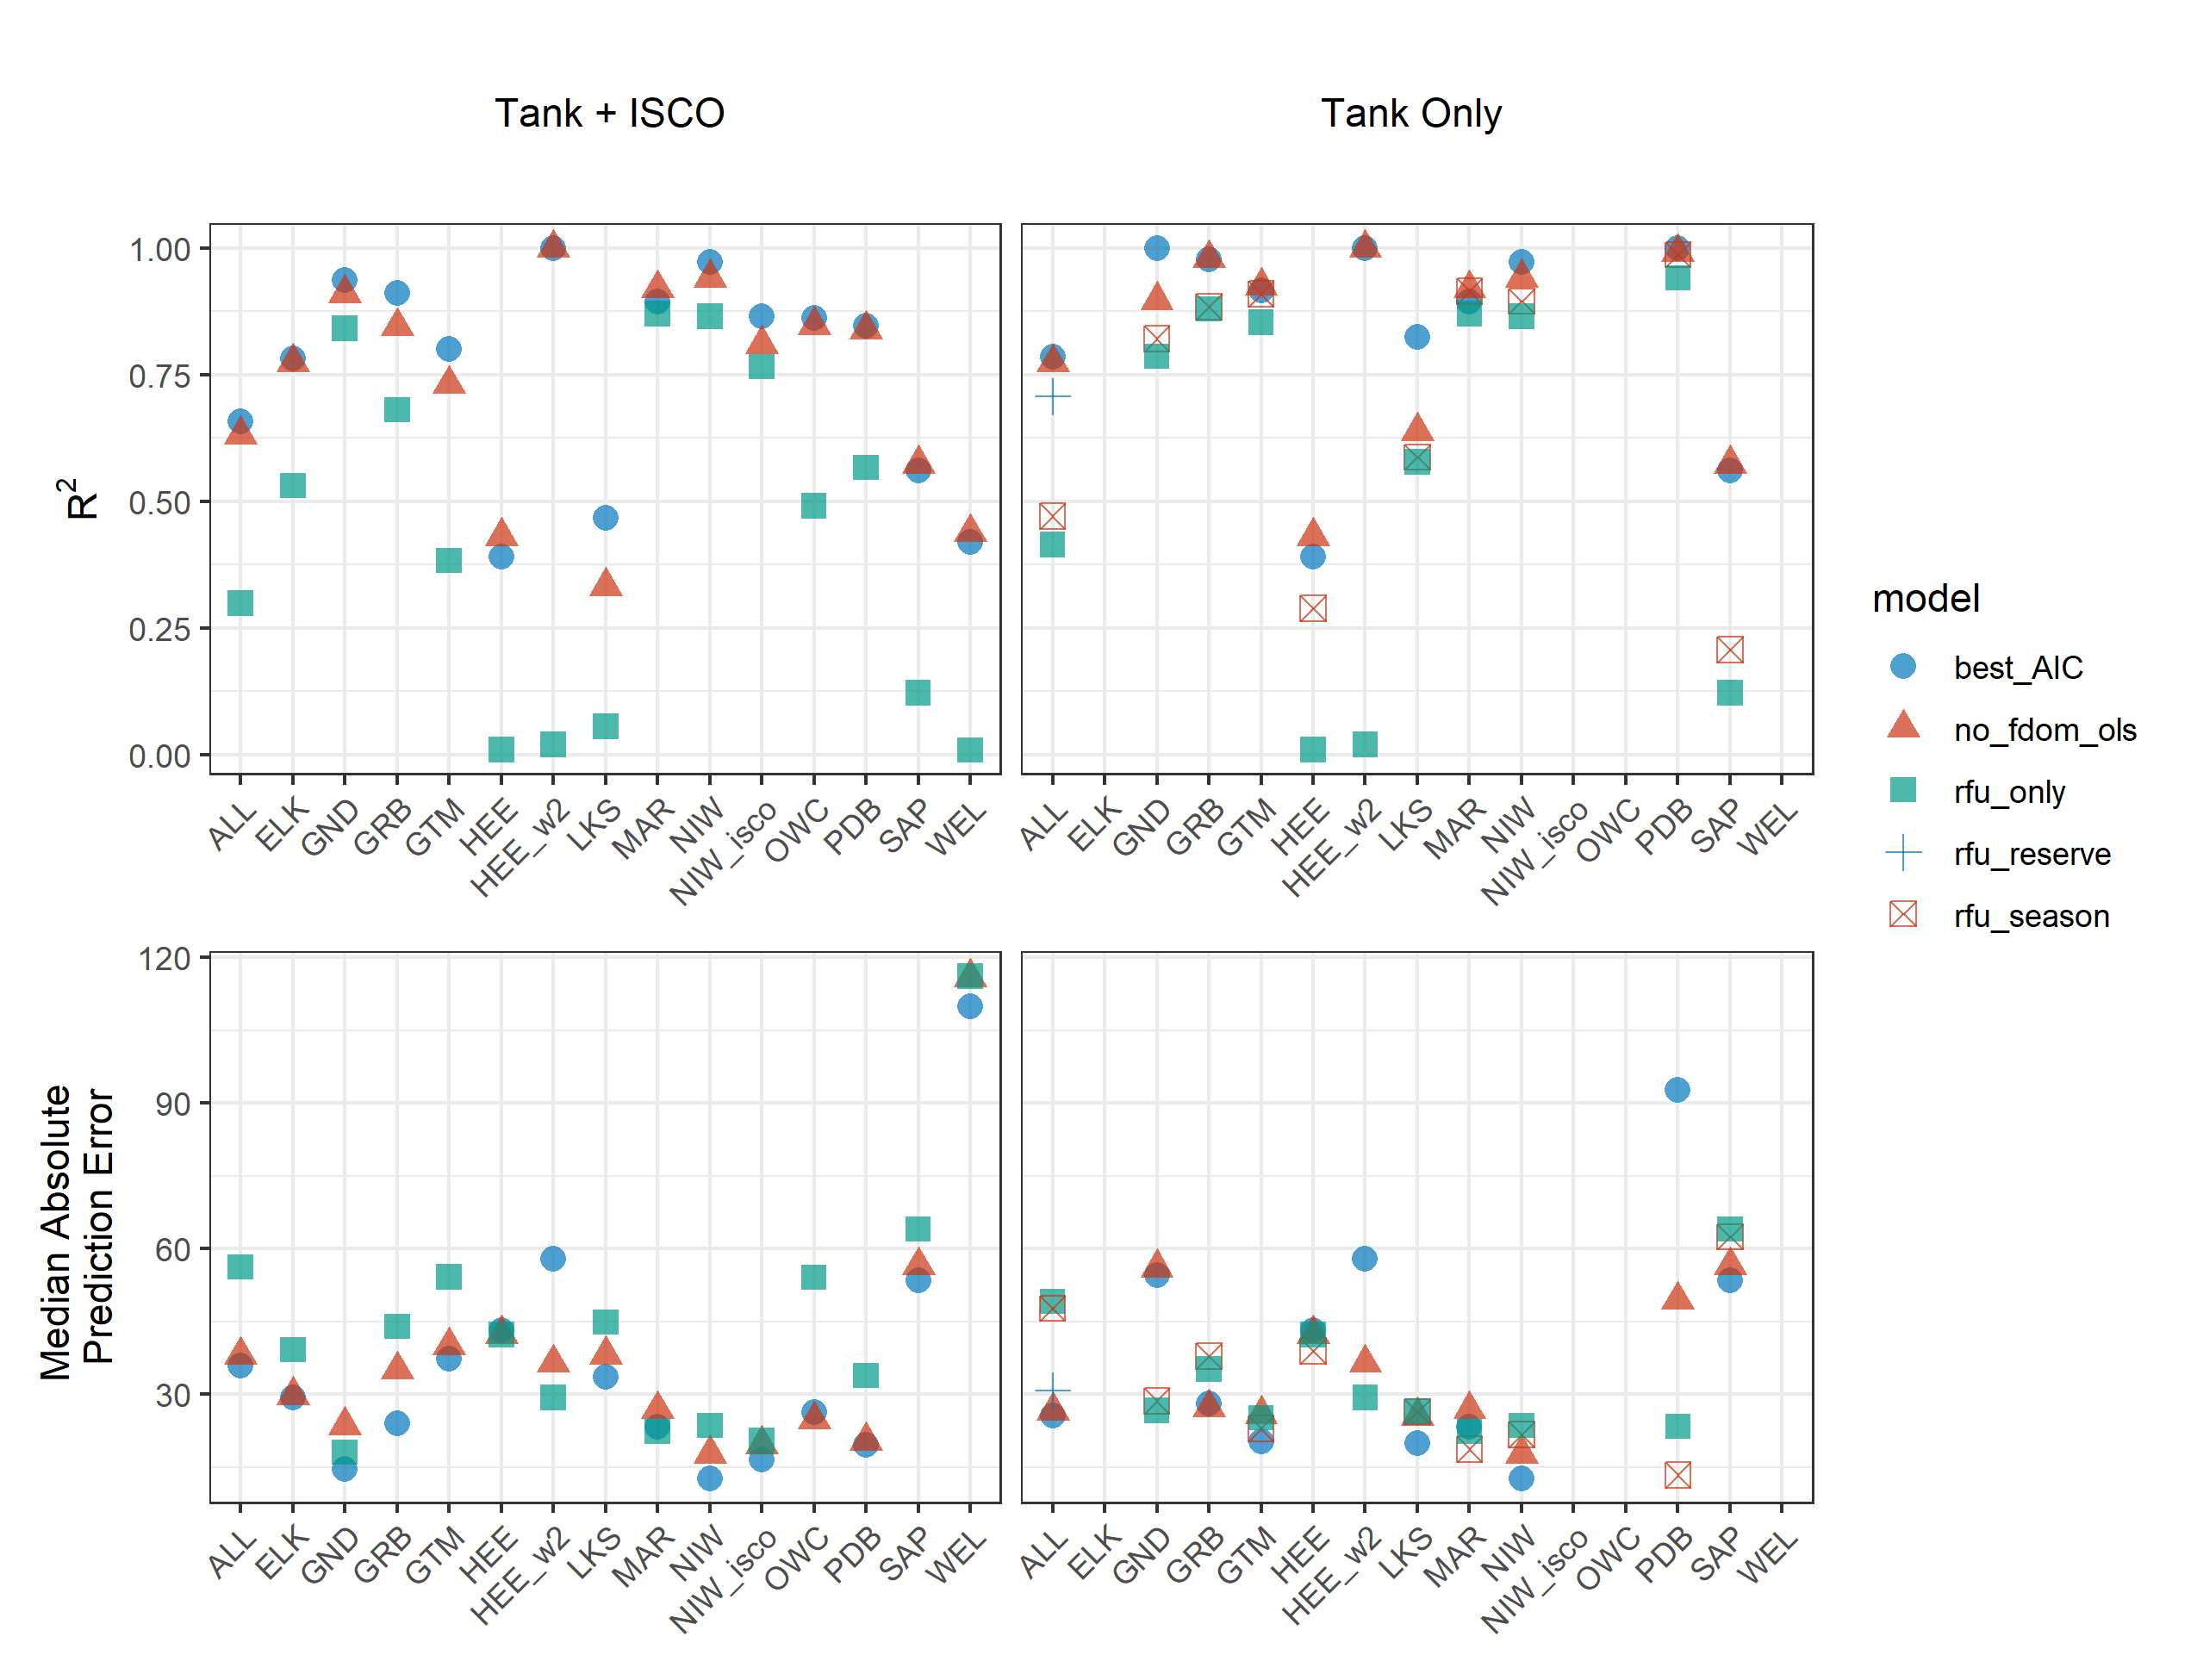 Tank + ISCO
Tank Only
R²
1.00
0.75
0.50
0.25
0.00
ALL
ELK
GND
GRB
GTM
HEE
HEE_w2
LKS
MAR
NIW
NIW_isco
OWC
PDB
SAP
WEL
ALL
ELK
GND
GRB
GTM
HEE
HEE_w2
LKS
MAR
NIW
NIW_isco
OWC
PDB
SAP
WEL
model
best_AIC
no_fdom_ols
rfu_only
rfu_reserve
rfu_season
Median Absolute
Prediction Error
120
90
60
30
ALL
ELK
GND
GRB
GTM
HEE
HEE_w2
LKS
MAR
NIW
NIW_isco
OWC
PDB
SAP
WEL
ALL
ELK
GND
GRB
GTM
HEE
HEE_w2
LKS
MAR
NIW
NIW_isco
OWC
PDB
SAP
WEL